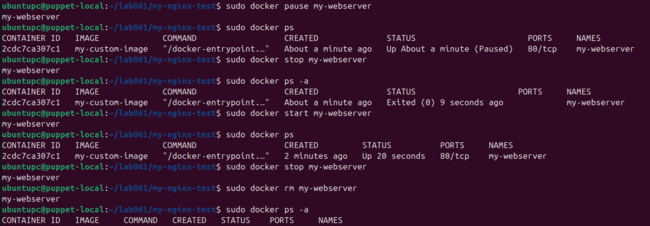 ubuntupc@puppet-local:~/lab061/my-nginx-test$ sudo docker pause my-webserver
my-webserver
ubuntupc@puppet-local:~/lab061/my-nginx-test$ sudo docker ps
CONTAINER ID   IMAGE             COMMAND                  CREATED              STATUS                       PORTS     NAMES
2cdc7ca307c1   my-custom-image   "/docker-entrypoint.…"   About a minute ago   Up About a minute (Paused)   80/tcp    my-webserver
ubuntupc@puppet-local:~/lab061/my-nginx-test$ sudo docker stop my-webserver
my-webserver
ubuntupc@puppet-local:~/lab061/my-nginx-test$ sudo docker ps -a
CONTAINER ID   IMAGE             COMMAND                  CREATED              STATUS                     PORTS     NAMES
2cdc7ca307c1   my-custom-image   "/docker-entrypoint.…"   About a minute ago   Exited (0) 9 seconds ago             my-webserver
ubuntupc@puppet-local:~/lab061/my-nginx-test$ sudo docker start my-webserver
my-webserver
ubuntupc@puppet-local:~/lab061/my-nginx-test$ sudo docker ps
CONTAINER ID   IMAGE             COMMAND                  CREATED         STATUS          PORTS     NAMES
2cdc7ca307c1   my-custom-image   "/docker-entrypoint.…"   2 minutes ago   Up 20 seconds   80/tcp    my-webserver
ubuntupc@puppet-local:~/lab061/my-nginx-test$ sudo docker stop my-webserver
my-webserver
ubuntupc@puppet-local:~/lab061/my-nginx-test$ sudo docker rm my-webserver
my-webserver
ubuntupc@puppet-local:~/lab061/my-nginx-test$ sudo docker ps -a
CONTAINER ID   IMAGE     COMMAND   CREATED   STATUS    PORTS     NAMES